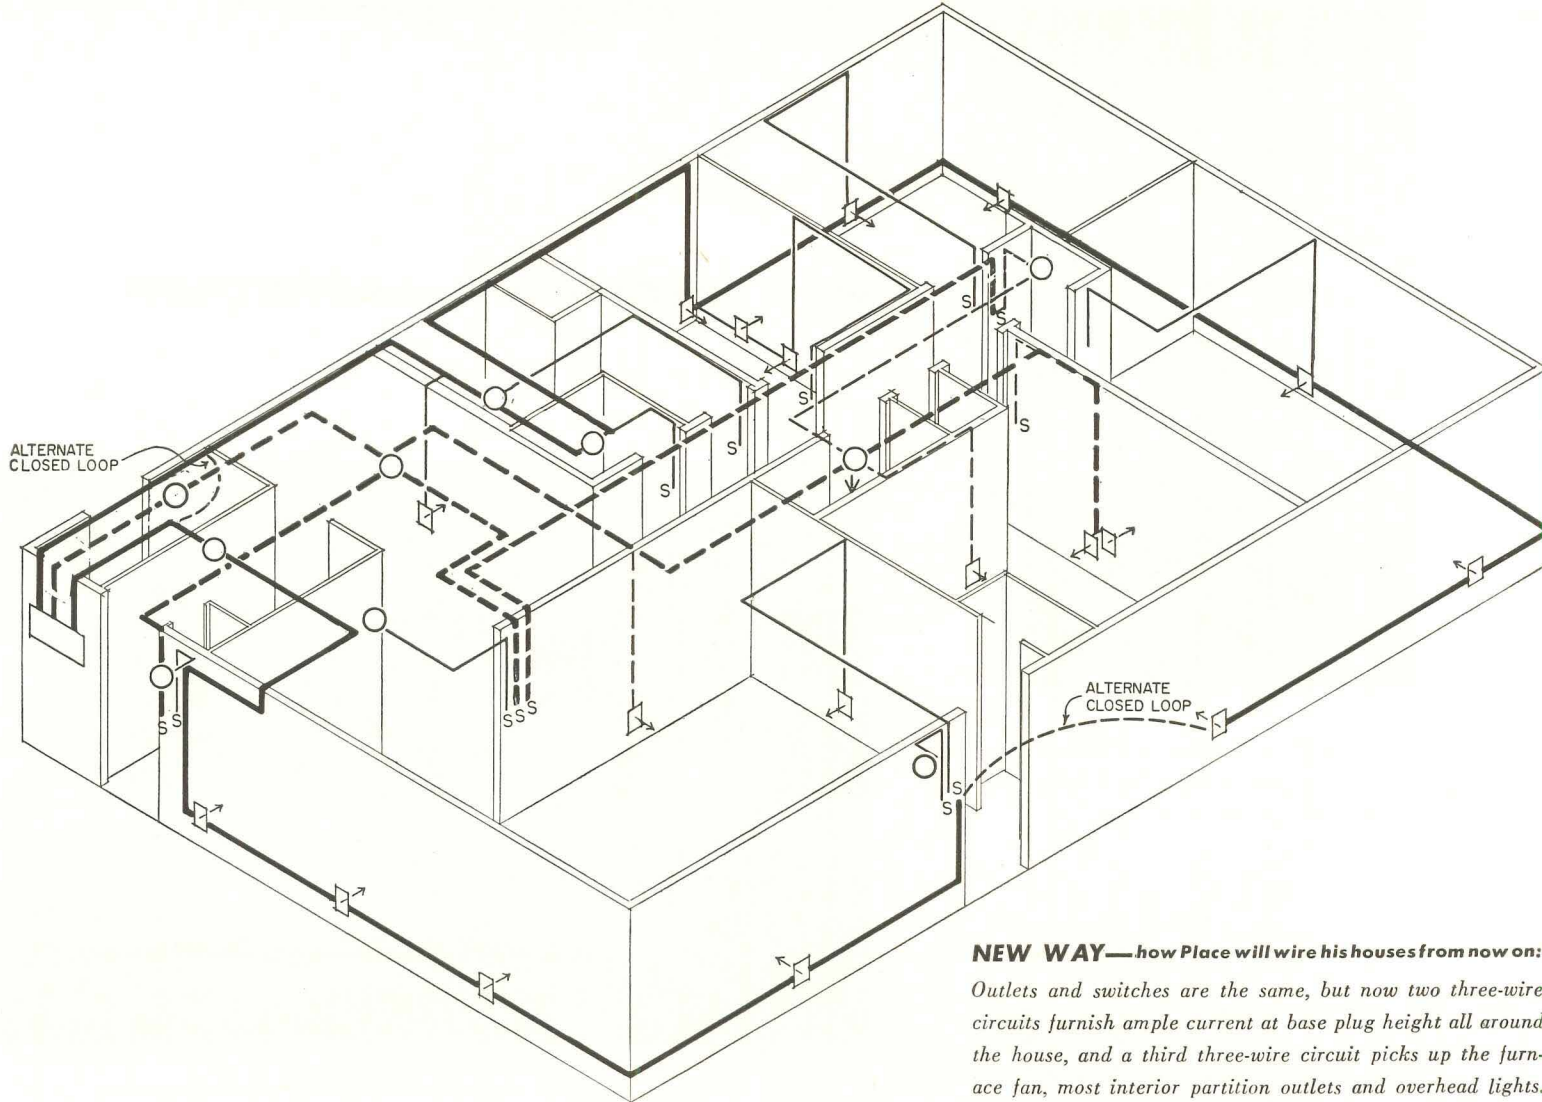 ALTERNATE
CLOSED LOOP
S
S
S
S
S
S
S
S
S
S
S
ALTERNATE
CLOSED LOOP
S
S
NEW WAY—how Place will wire his houses from now on:
Outlets and switches are the same, but now two three-wire
circuits furnish ample current at base plug height all around
the house, and a third three-wire circuit picks up the furn-
ace fan, most interior partition outlets and overhead lights.